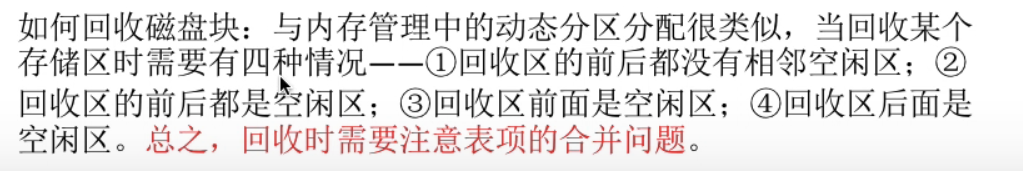 如何回收磁盘块：与内存管理中的动态分区分配很类似，当回收某个
存储区时需要有四种情况——①回收区的前后都没有相邻空闲区；②
回收区的前后都是空闲区；③回收区前面是空闲区；④回收区后面是
空闲区。总之，回收时需要注意表项的合并问题。